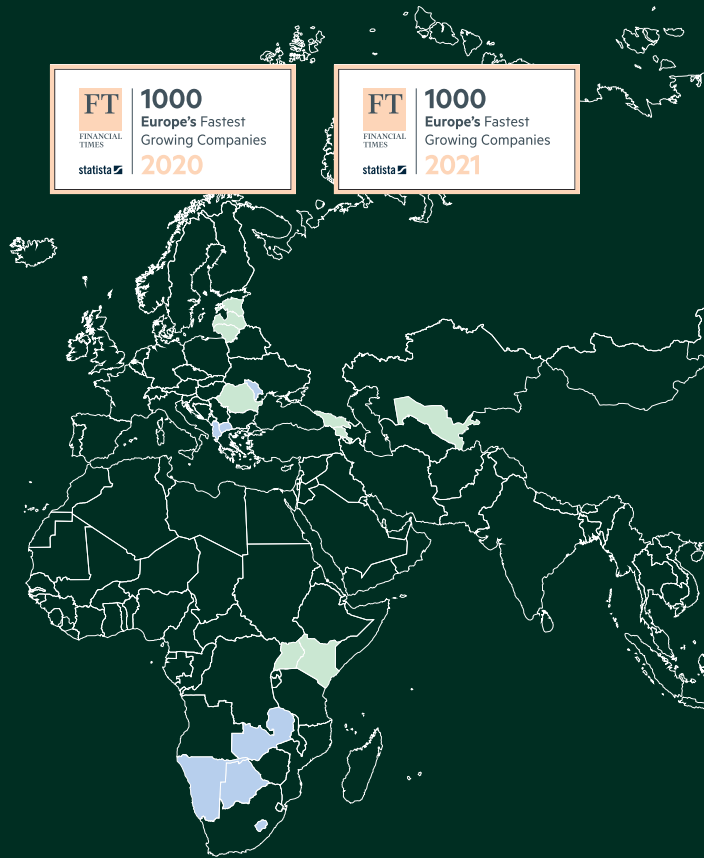 FT
FINANCIAL
TIMES
statista
1000
Europe's Fastest
Growing Companies
2020
FT
FINANCIAL
TIMES
statista
1000
Europe's Fastest
Growing Companies
2021